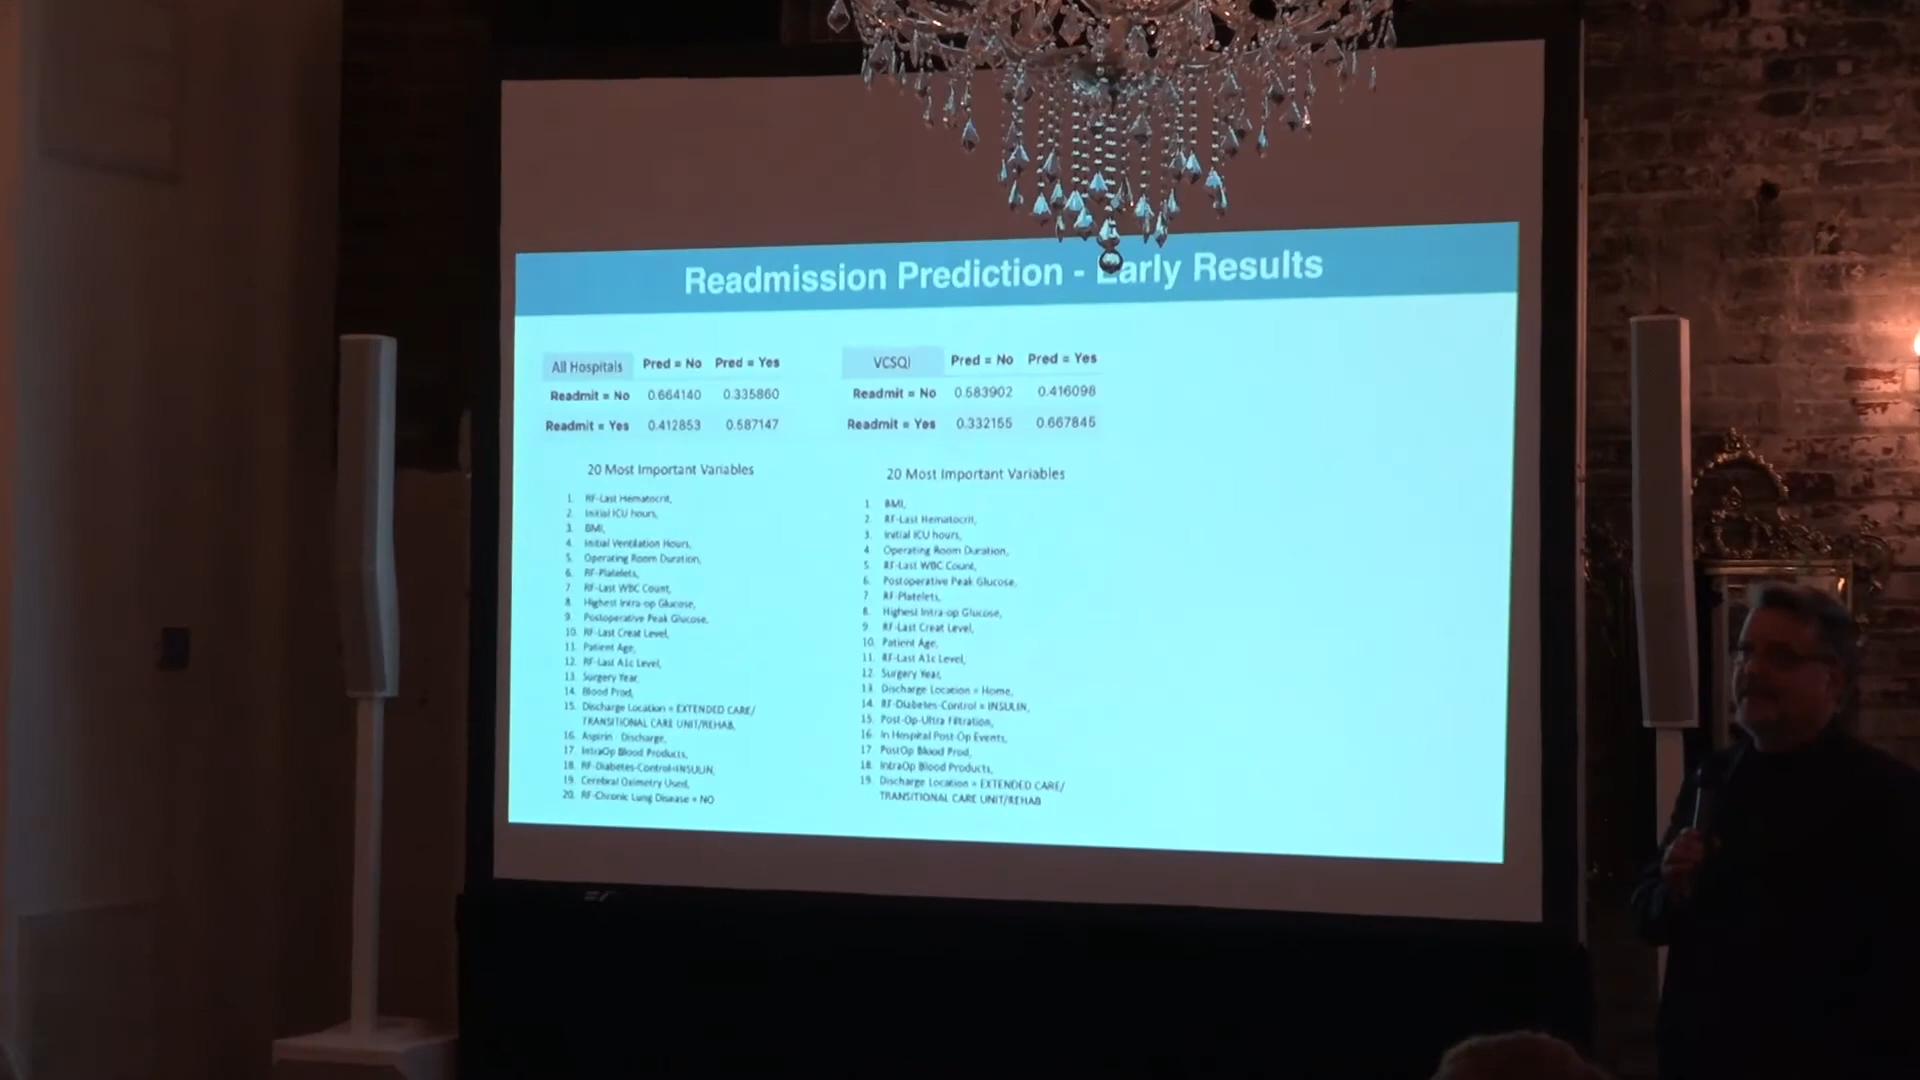 Readmission Prediction - Early Results
All Hospitals Pred = No Pred = Yes
Readmit = No 0.664140 0.335860
Readmit = Yes 0.412853 0.587147
20 Most Important Variables
1. RF-Last Hematocrit,
2. Initial ICU hours,
3. BMI,
4. Initial Ventilation Hours,
5. Operating Room Duration,
6. RF-Platelets,
7. RF-Last WBC Count,
8. Highest Intra-op Glucose,
9. Postoperative Peak Glucose,
10. RF-Last Creat Level,
11. Patient Age,
12. RF-Last A1c Level,
13. Surgery Year,
14. Blood Prod,
15. Discharge Location = EXTENDED CARE/
TRANSITIONAL CARE UNIT/REHAB,
16. Aspirin - Discharge,
17. IntraOp Blood Products,
18. RF-Diabetes-Control=INSULIN,
19. Cerebral Oximetry Used,
20. RF-Chronic Lung Disease = NO
VCSQI Pred = No Pred = Yes
Readmit = No 0.583902 0.416098
Readmit = Yes 0.332155 0.667845
20 Most Important Variables
1. BMI,
2. RF-Last Hematocrit,
3. Initial ICU hours,
4. Operating Room Duration,
5. RF-Last WBC Count,
6. Postoperative Peak Glucose,
7. RF-Platelets,
8. Highest Intra-op Glucose,
9. RF-Last Creat Level,
10. Patient Age,
11. RF-Last A1c Level,
12. Surgery Year,
13. Discharge Location = Home,
14. RF-Diabetes-Control = INSULIN,
15. Post-Op-Ultra Filtration,
16. In Hospital Post-Op Events,
17. PostOp Blood Prod,
18. IntraOp Blood Products,
19. Discharge Location = EXTENDED CARE/
TRANSITIONAL CARE UNIT/REHAB